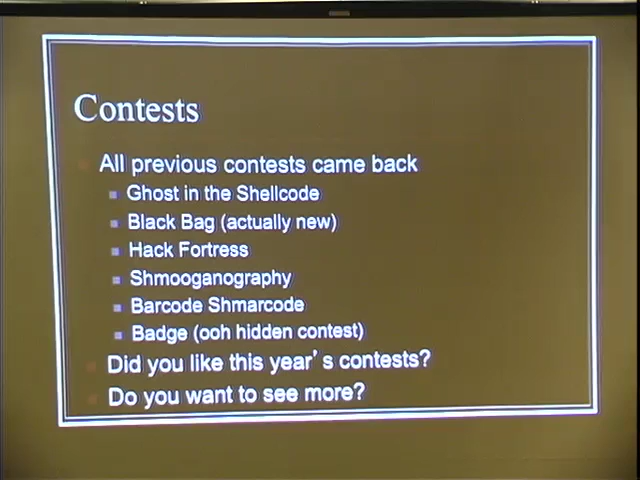 Contests
All previous contests came back
Ghost in the Shellcode
Black Bag (actually new)
Hack Fortress
Shmooganography
Barcode Shmarcode
Badge (ooh hidden contest)
Did you like this year’s contests?
Do you want to see more?